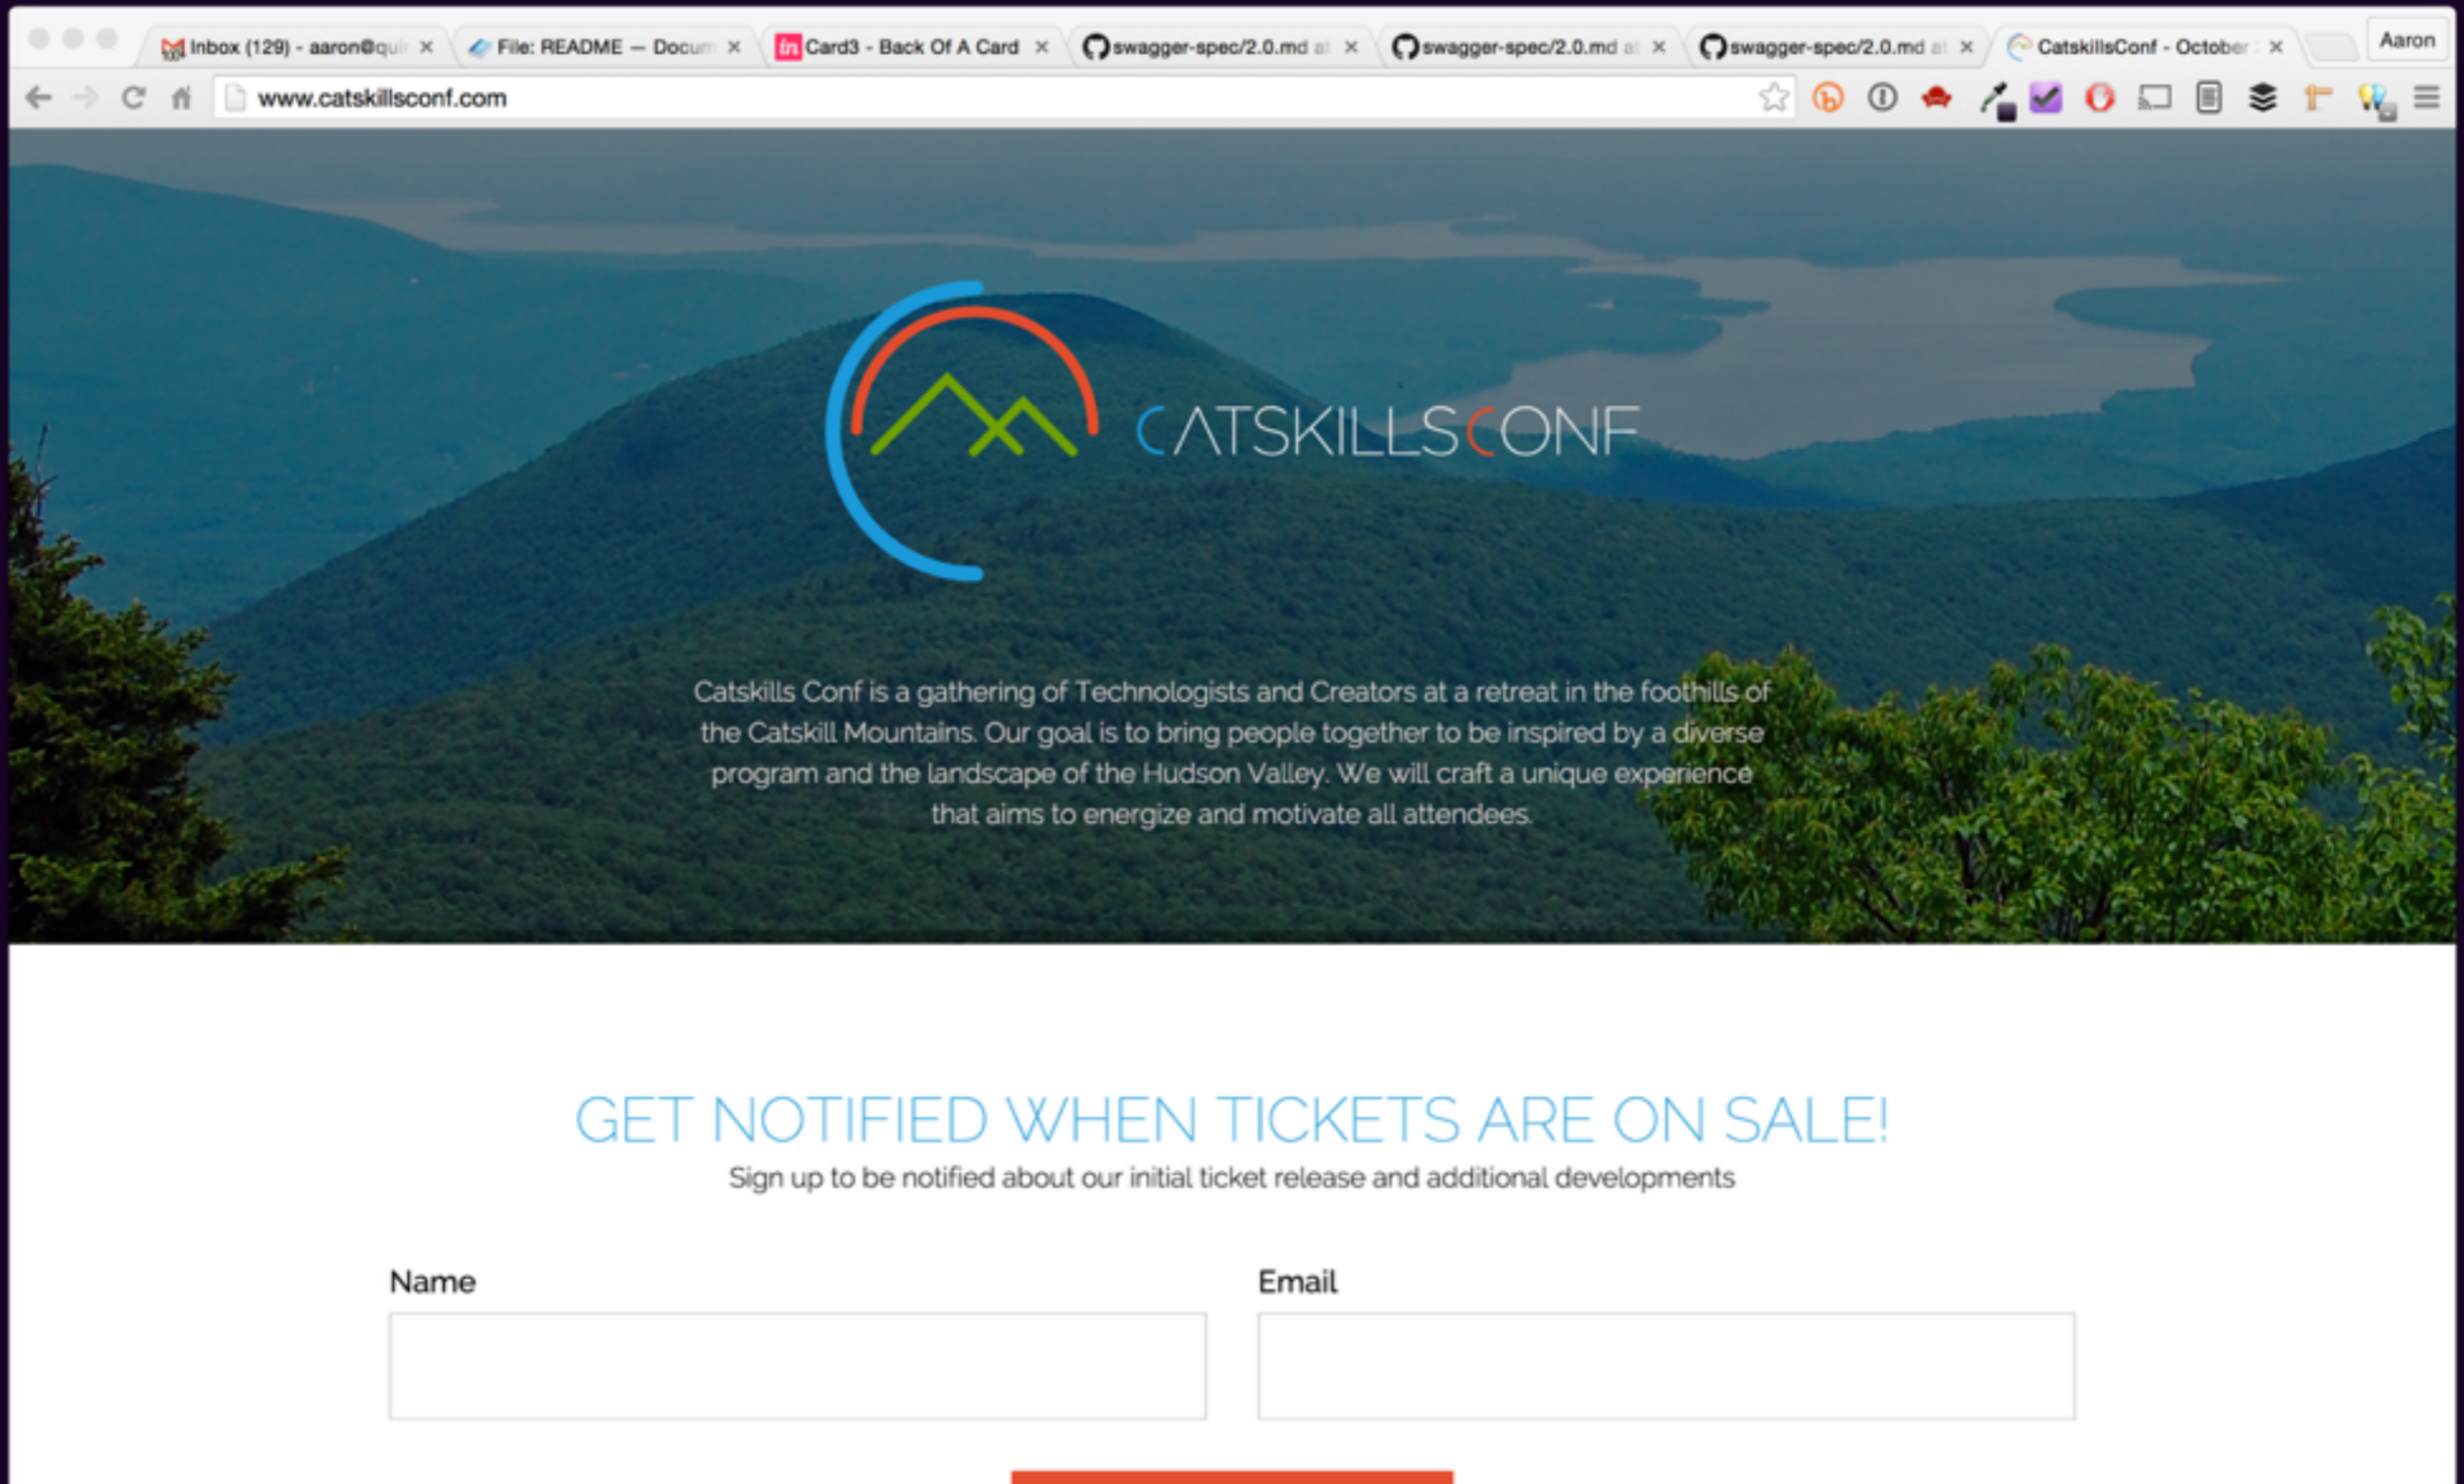 Inbox (129) - aaron@quir
File: README — Docum
in Card3 - Back Of A Card
swagger-spec/2.0.md at
swagger-spec/2.0.md at
swagger-spec/2.0.md at
CatskillsConf - October
Aaron
www.catskillsconf.com
CATSKILLSCONF
Catskills Conf is a gathering of Technologists and Creators at a retreat in the foothills of
the Catskill Mountains. Our goal is to bring people together to be inspired by a diverse
program and the landscape of the Hudson Valley. We will craft a unique experience
that aims to energize and motivate all attendees.
GET NOTIFIED WHEN TICKETS ARE ON SALE!
Sign up to be notified about our initial ticket release and additional developments
Name
Email